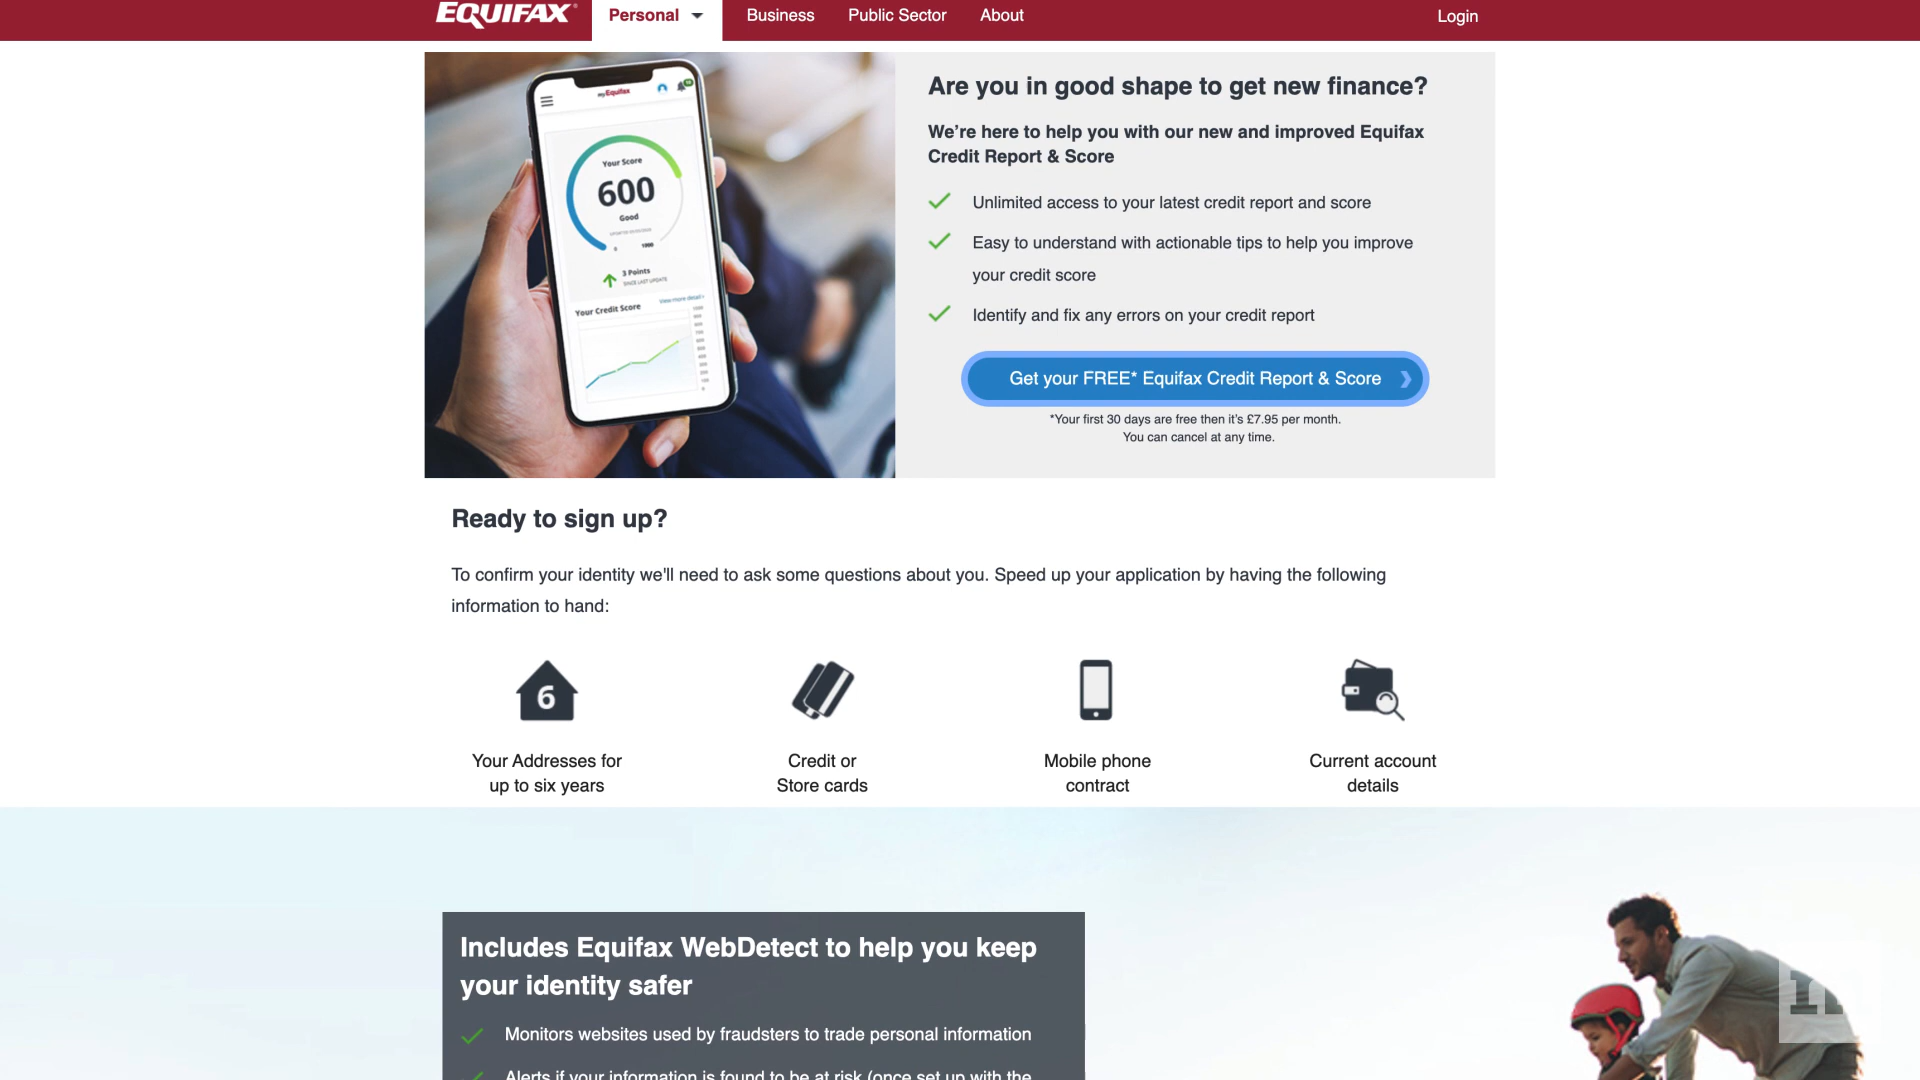 EQUIFAX
Personal
Business
Public Sector
About
Login
myEquifax
Your Score
600
Good
0 1000
3 Points
SINCE LAST UPDATE
Your Credit Score
View more detail ›
Are you in good shape to get new finance?
We’re here to help you with our new and improved Equifax
Credit Report & Score
Unlimited access to your latest credit report and score
Easy to understand with actionable tips to help you improve
your credit score
Identify and fix any errors on your credit report
Get your FREE* Equifax Credit Report & Score ❯
*Your first 30 days are free then it’s £7.95 per month.
You can cancel at any time.
Ready to sign up?
To confirm your identity we'll need to ask some questions about you. Speed up your application by having the following
information to hand:
6
Your Addresses for
up to six years
Credit or
Store cards
Mobile phone
contract
Current account
details
Includes Equifax WebDetect to help you keep
your identity safer
Monitors websites used by fraudsters to trade personal information
Alerts if your information is found to be at risk (once set up with the